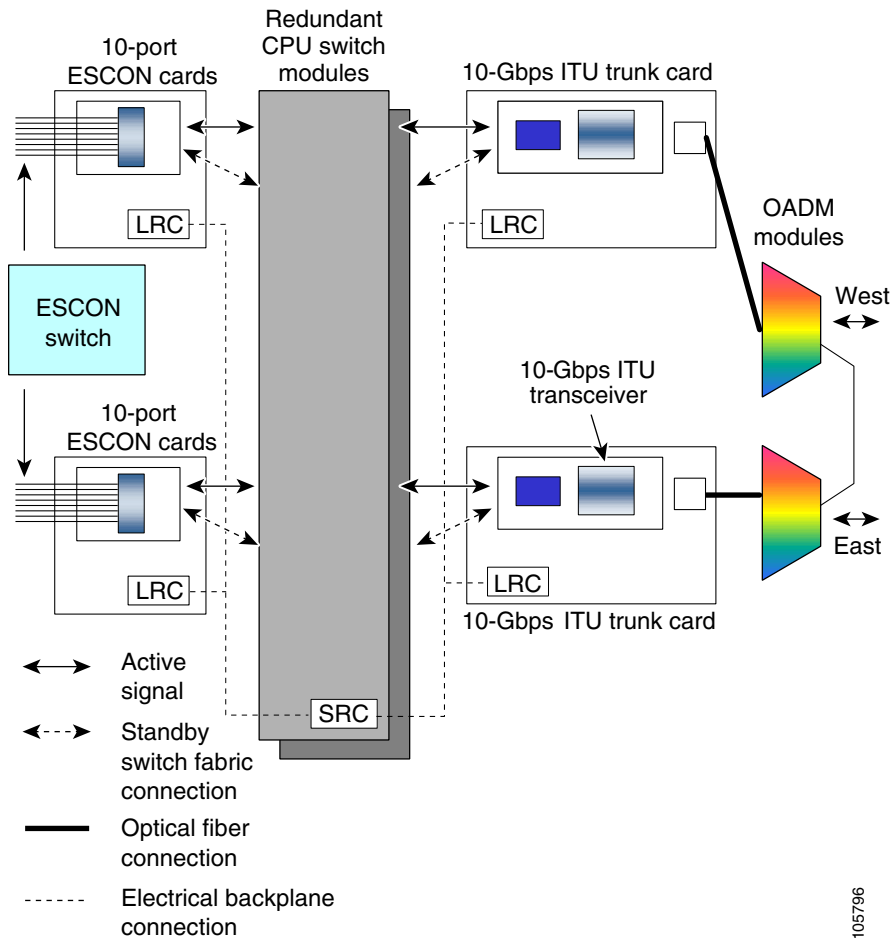 Redundant
CPU switch
modules
10-port
ESCON cards
10-Gbps ITU trunk card
LRC
LRC
OADM
modules
West
ESCON
switch
10-Gbps ITU
transceiver
10-port
ESCON cards
East
LRC
LRC
10-Gbps ITU trunk card
SRC
Active
signal
Standby
switch fabric
connection
Optical fiber
connection
Electrical backplane
connection
105796